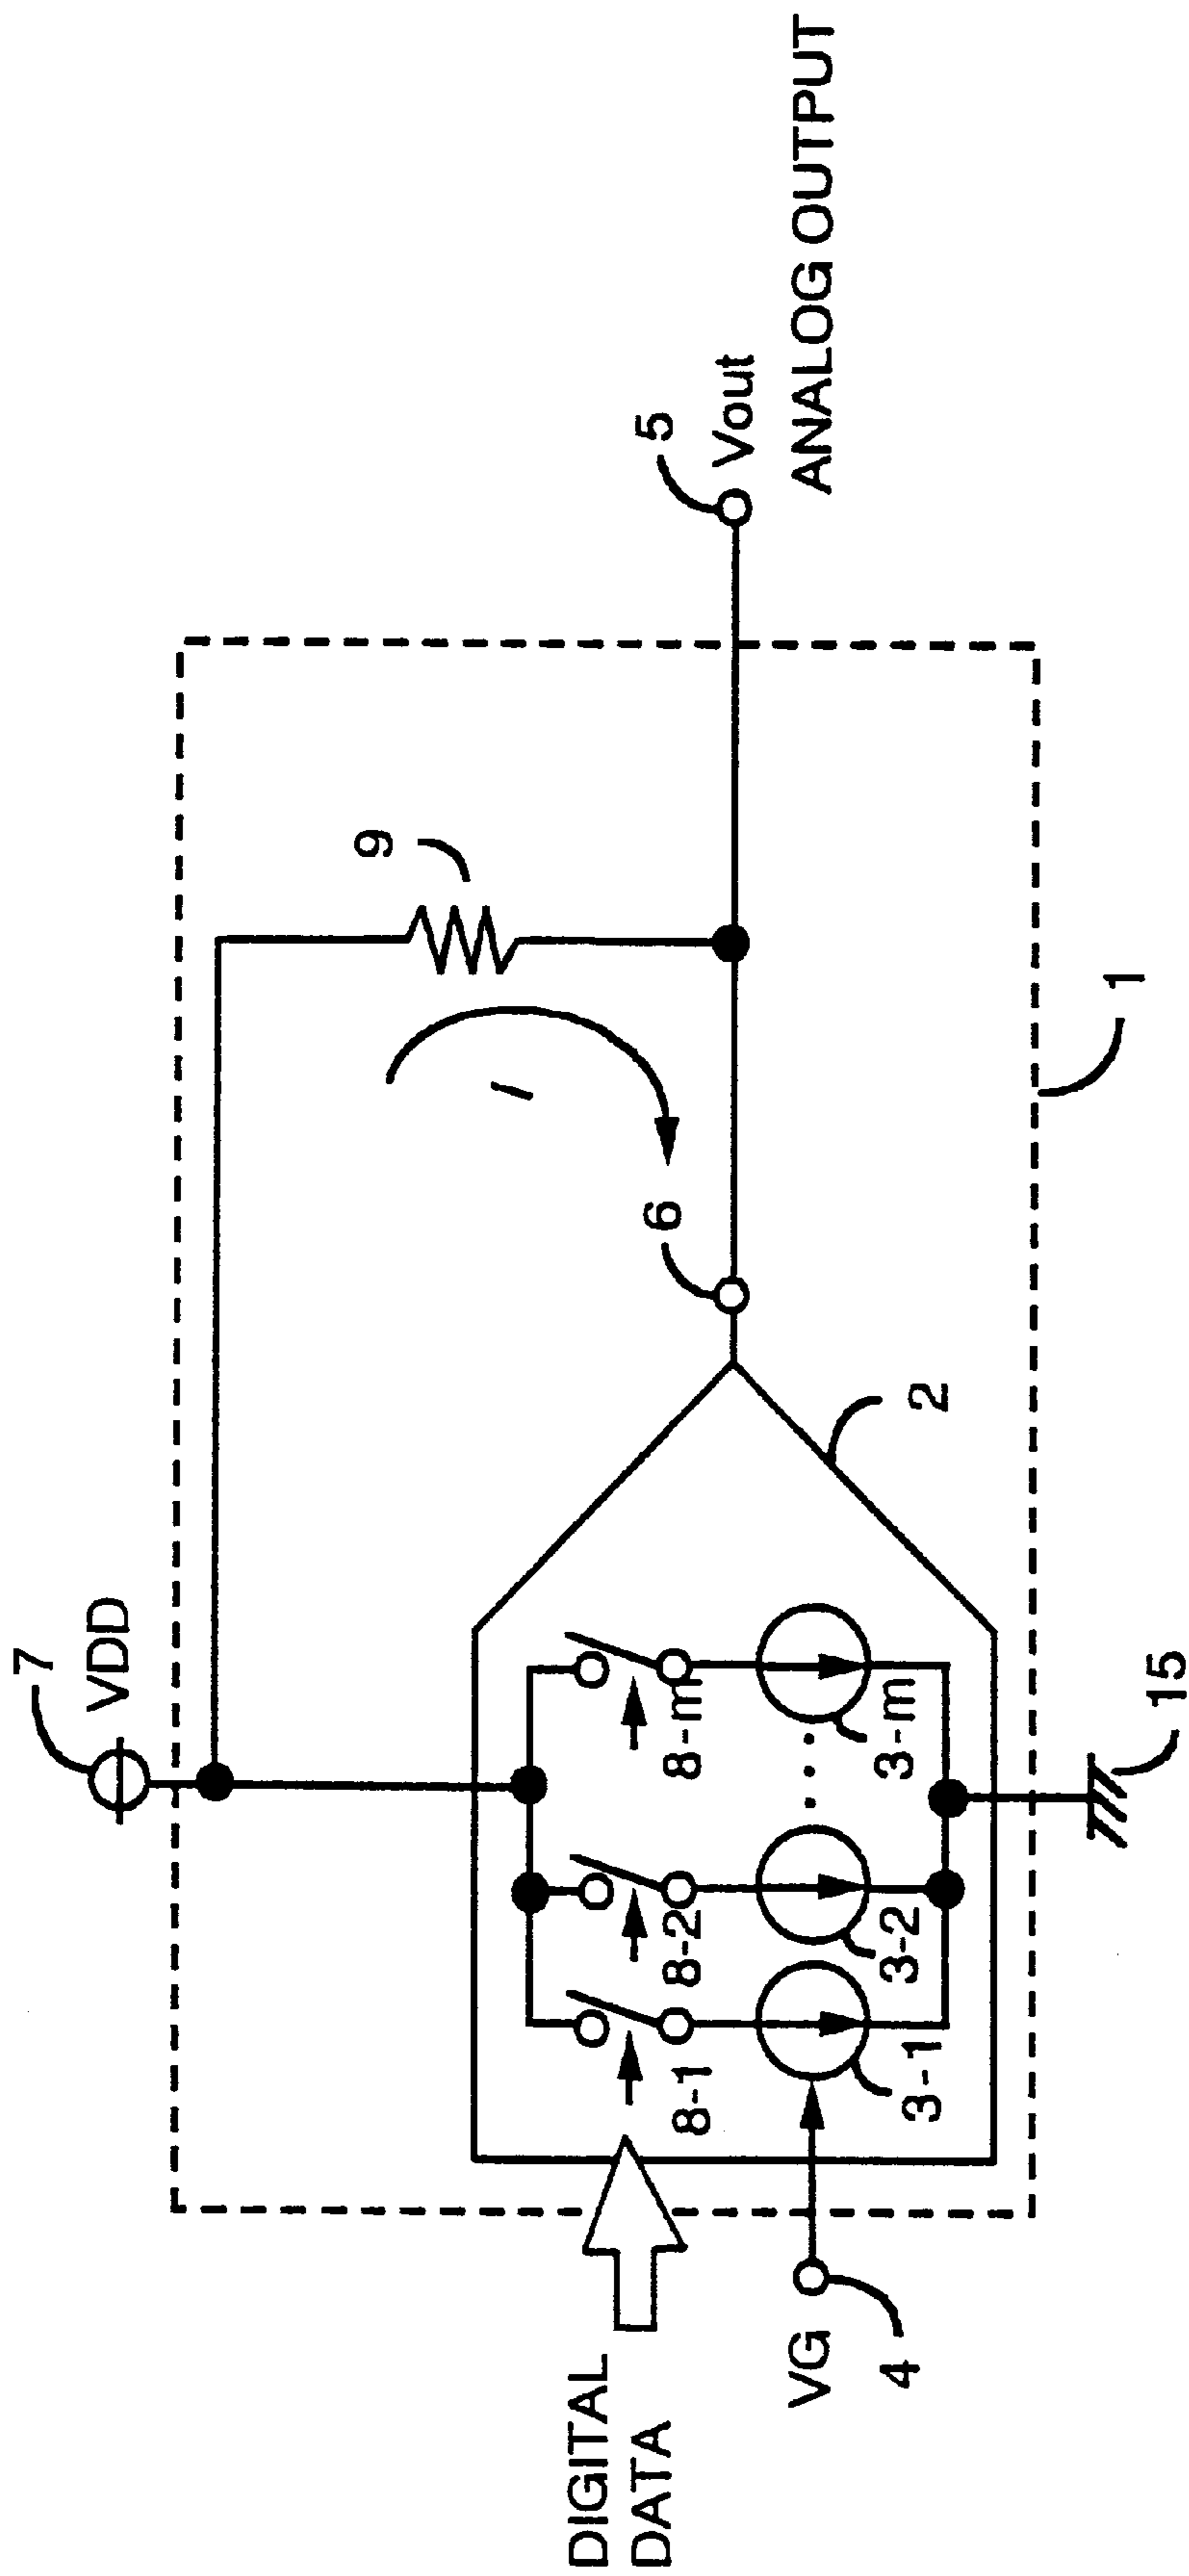 7
VDD
9
5
Vout
ANALOG OUTPUT
I
6
DIGITAL
DATA
8-1
8-2
8-m
3-1
3-2
3-m
2
VG
4
1
15